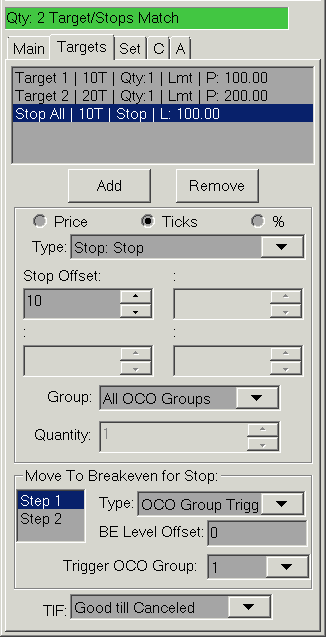 Qty: 2 Target/Stops Match
Main Targets Set C A
Target 1 | 10T | Qty:1 | Lmt | P: 100.00
Target 2 | 20T | Qty:1 | Lmt | P: 200.00
Stop All | 10T | Stop | L: 100.00
Add Remove
Price Ticks %
Type: Stop: Stop
Stop Offset: :
10
: :
Group: All OCO Groups
Quantity: 1
Move To Breakeven for Stop:
Step 1
Step 2
Type: OCO Group Trigg
BE Level Offset: 0
Trigger OCO Group: 1
TIF: Good till Canceled